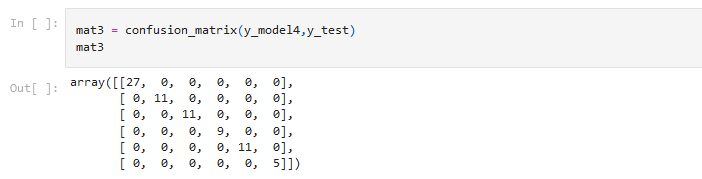 In [ ]:
mat3 = confusion_matrix(y_model4,y_test)
mat3
Out[ ]:
array([[27,  0,  0,  0,  0,  0],
       [ 0, 11,  0,  0,  0,  0],
       [ 0,  0, 11,  0,  0,  0],
       [ 0,  0,  0,  9,  0,  0],
       [ 0,  0,  0,  0, 11,  0],
       [ 0,  0,  0,  0,  0,  5]])